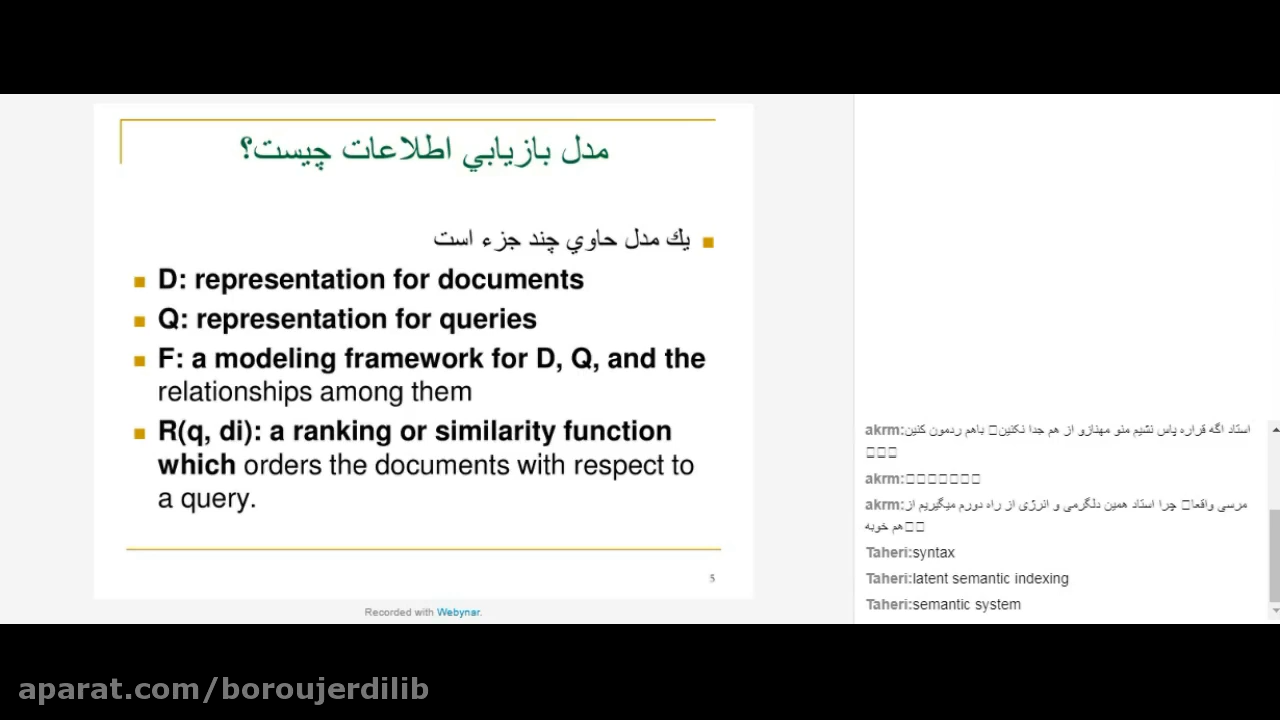 مدل بازيابي اطلاعات چيست؟
يك مدل حاوي چند جزء است
D: representation for documents
Q: representation for queries
F: a modeling framework for D, Q, and the
relationships among them
R(q, di): a ranking or similarity function
which orders the documents with respect to
a query.
5
Recorded with Webynar.
akrm:استاد اگه قراره پاس نشیم منو مهنازو از هم جدا نکنین باهم ردمون کنین
akrm:
akrm:مرسی واقعا چرا استاد همین دلگرمی و انرژی از راه دورم میگیریم از
هم خوبه
Taheri:syntax
Taheri:latent semantic indexing
Taheri:semantic system
aparat.com/boroujerdilib